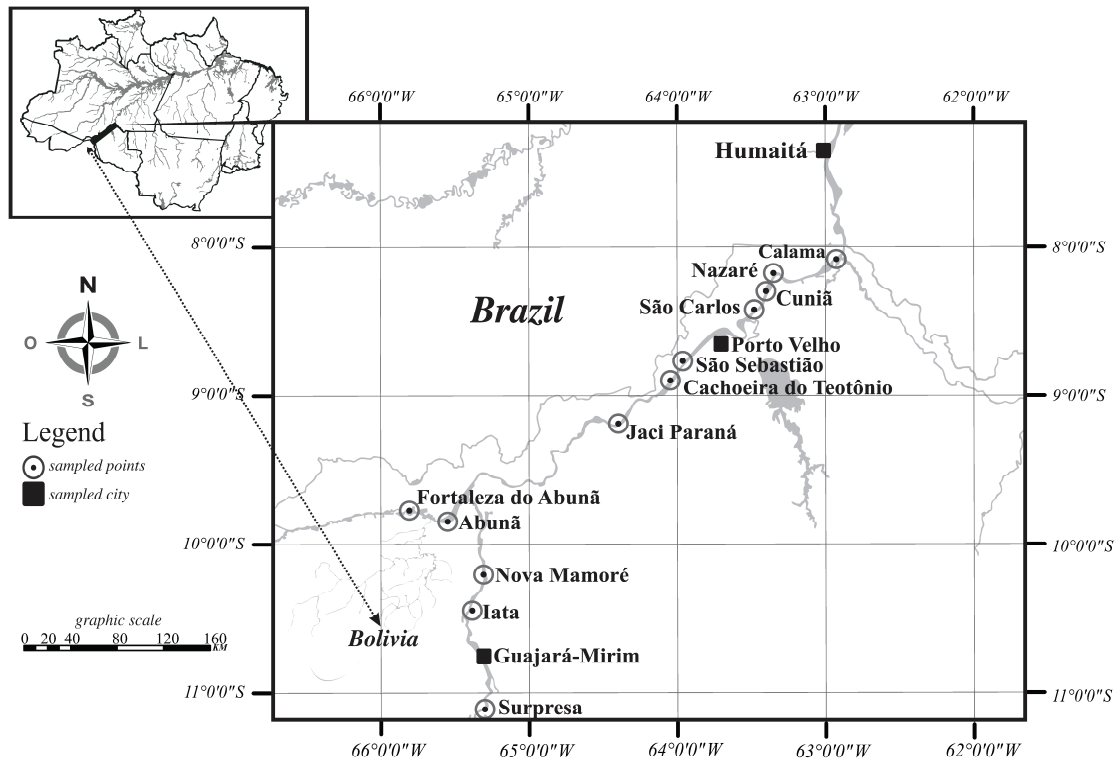 66°0'0"W 65°0'0"W 64°0'0"W 63°0'0"W 62°0'0"W
Humaitá
8°0'0"S 8°0'0"S
Calama
Nazaré
Cuniã
São Carlos
Brazil
Porto Velho
São Sebastião
Cachoeira do Teotônio
9°0'0"S 9°0'0"S
Jaci Paraná
N
O L
S
Legend
sampled points
sampled city
Fortaleza do Abunã
Abunã
10°0'0"S 10°0'0"S
Nova Mamoré
Iata
graphic scale
0 20 40 80 120 160
KM
Bolivia
Guajará-Mirim
11°0'0"S 11°0'0"S
Surpresa
66°0'0"W 65°0'0"W 64°0'0"W 63°0'0"W 62°0'0"W